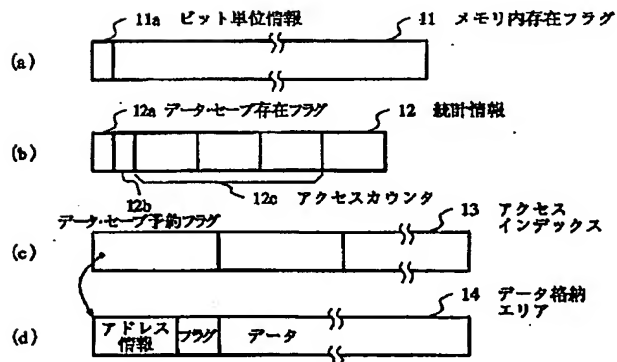 11a ビット単位情報 11 メモリ内存在フラグ
(a)
12a データ・セーブ存在フラグ 12 統計情報
(b)
12b 12c アクセスカウンタ
データ・セーブ予約フラグ 13 アクセス
インデックス
(c)
14 データ格納
エリア
(d) アドレス
情報 フラグ データ